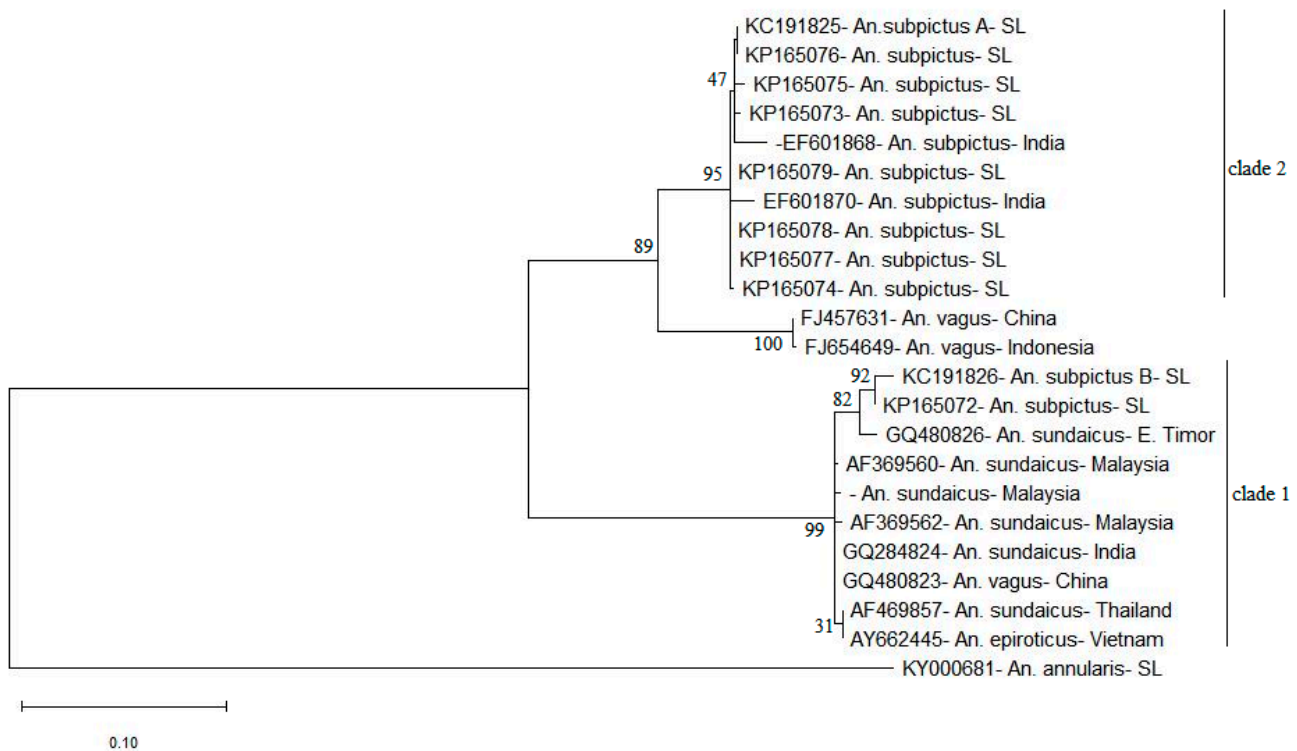 KC191825- An.subpictus A- SL
KP165076- An. subpictus- SL
47
KP165075- An. subpictus- SL
KP165073- An. subpictus- SL
-EF601868- An. subpictus- India
95
KP165079- An. subpictus- SL
clade 2
EF601870- An. subpictus- India
KP165078- An. subpictus- SL
89
KP165077- An. subpictus- SL
KP165074- An. subpictus- SL
FJ457631- An. vagus- China
100
FJ654649- An. vagus- Indonesia
92
KC191826- An. subpictus B- SL
82
KP165072- An. subpictus- SL
GQ480826- An. sundaicus- E. Timor
AF369560- An. sundaicus- Malaysia
- An. sundaicus- Malaysia
clade 1
99
AF369562- An. sundaicus- Malaysia
GQ284824- An. sundaicus- India
GQ480823- An. vagus- China
AF469857- An. sundaicus- Thailand
31
AY662445- An. epiroticus- Vietnam
KY000681- An. annularis- SL
0.10